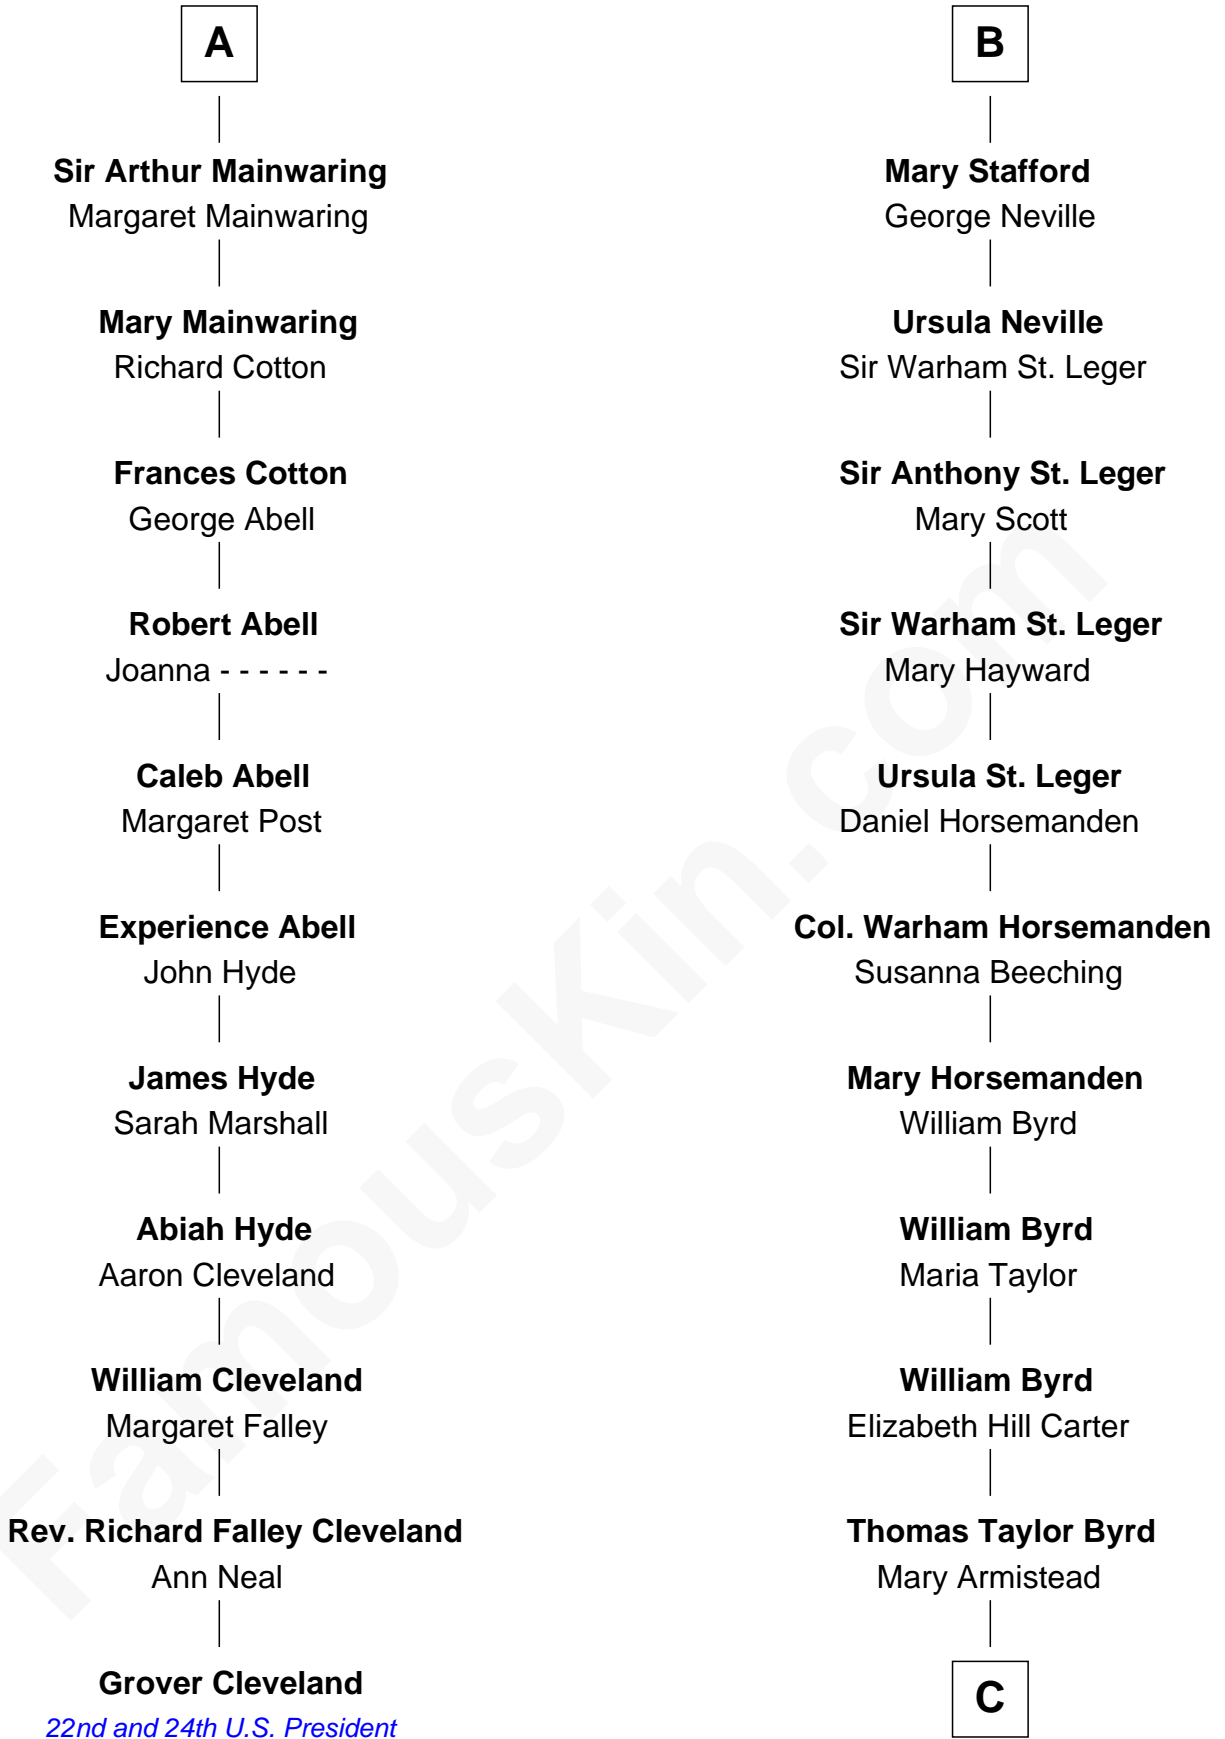 A
Sir Arthur Mainwaring
Margaret Mainwaring
Mary Mainwaring
Richard Cotton
Frances Cotton
George Abell
Robert Abell
Joanna - - - - - -
Caleb Abell
Margaret Post
Experience Abell
John Hyde
James Hyde
Sarah Marshall
Abiah Hyde
Aaron Cleveland
William Cleveland
Margaret Falley
Rev. Richard Falley Cleveland
Ann Neal
Grover Cleveland
22nd and 24th U.S. President
B
Mary Stafford
George Neville
Ursula Neville
Sir Warham St. Leger
Sir Anthony St. Leger
Mary Scott
Sir Warham St. Leger
Mary Hayward
Ursula St. Leger
Daniel Horsemanden
Col. Warham Horsemanden
Susanna Beeching
Mary Horsemanden
William Byrd
William Byrd
Maria Taylor
William Byrd
Elizabeth Hill Carter
Thomas Taylor Byrd
Mary Armistead
C
FamousKin.com